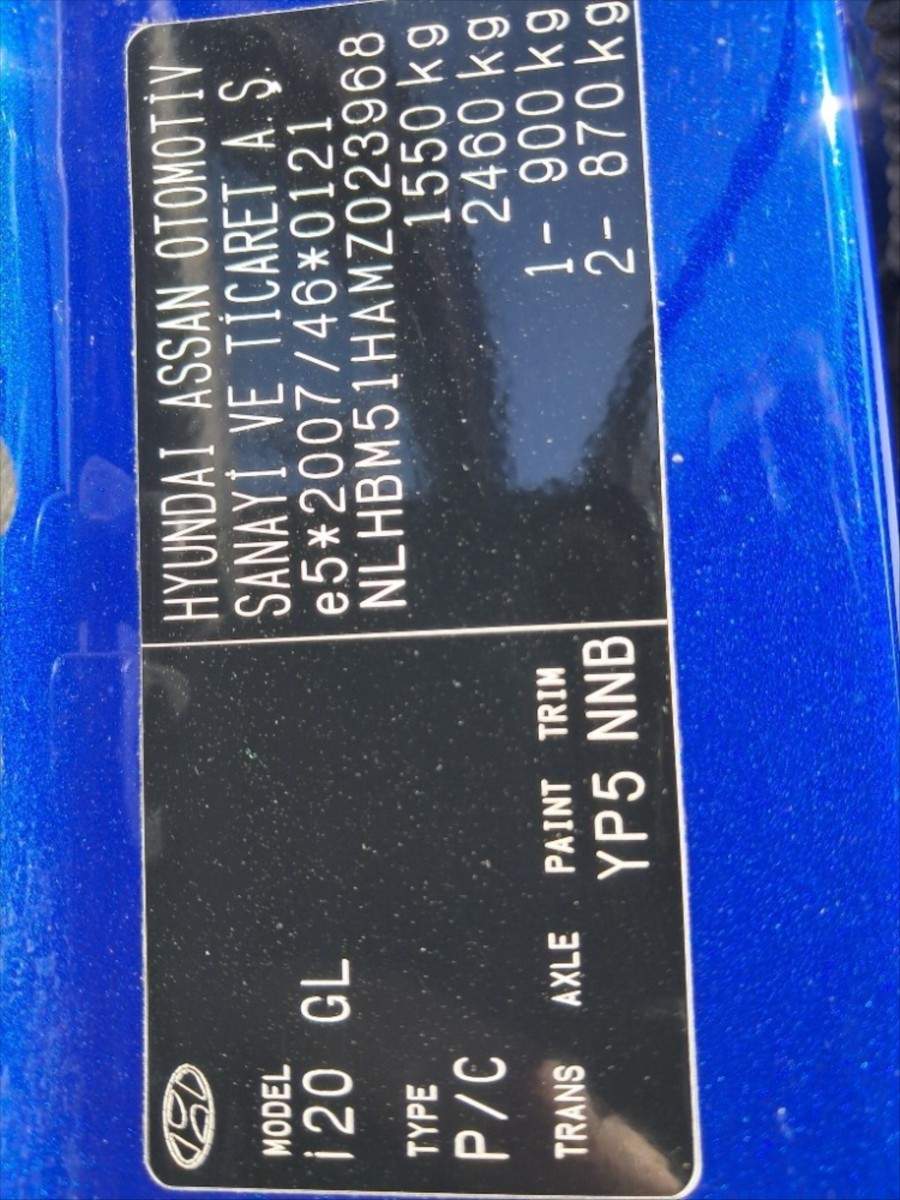 MODEL
i20 GL
TYPE
P/C
TRANS AXLE PAINT TRIM
YP5 NNB
HYUNDAI ASSAN OTOMOTİV
SANAYİ VE TİCARET A.Ş.
e5*2007/46*0121
NLHBM51HAMZ023968
1550 kg
2460 kg
1- 900 kg
2- 870 kg